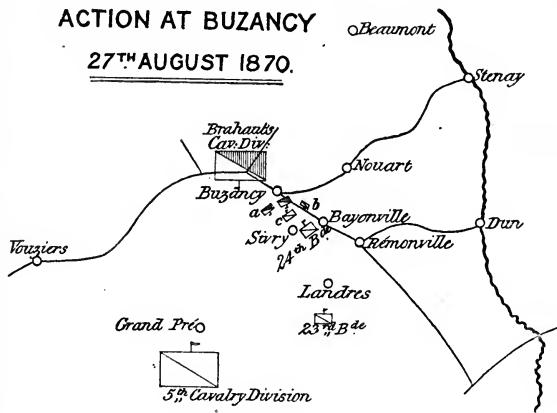 ACTION AT BUZANCY
27TH AUGUST 1870.
Beaumont
Stenay
Brahaut's
Cav: Div:
Nouart
Buzancy
a
b
c
Bayonville
Dun
Sivry
24th Bde
Rémonville
Vouziers
Landres
23rd Bde
Grand Pré
5th Cavalry Division